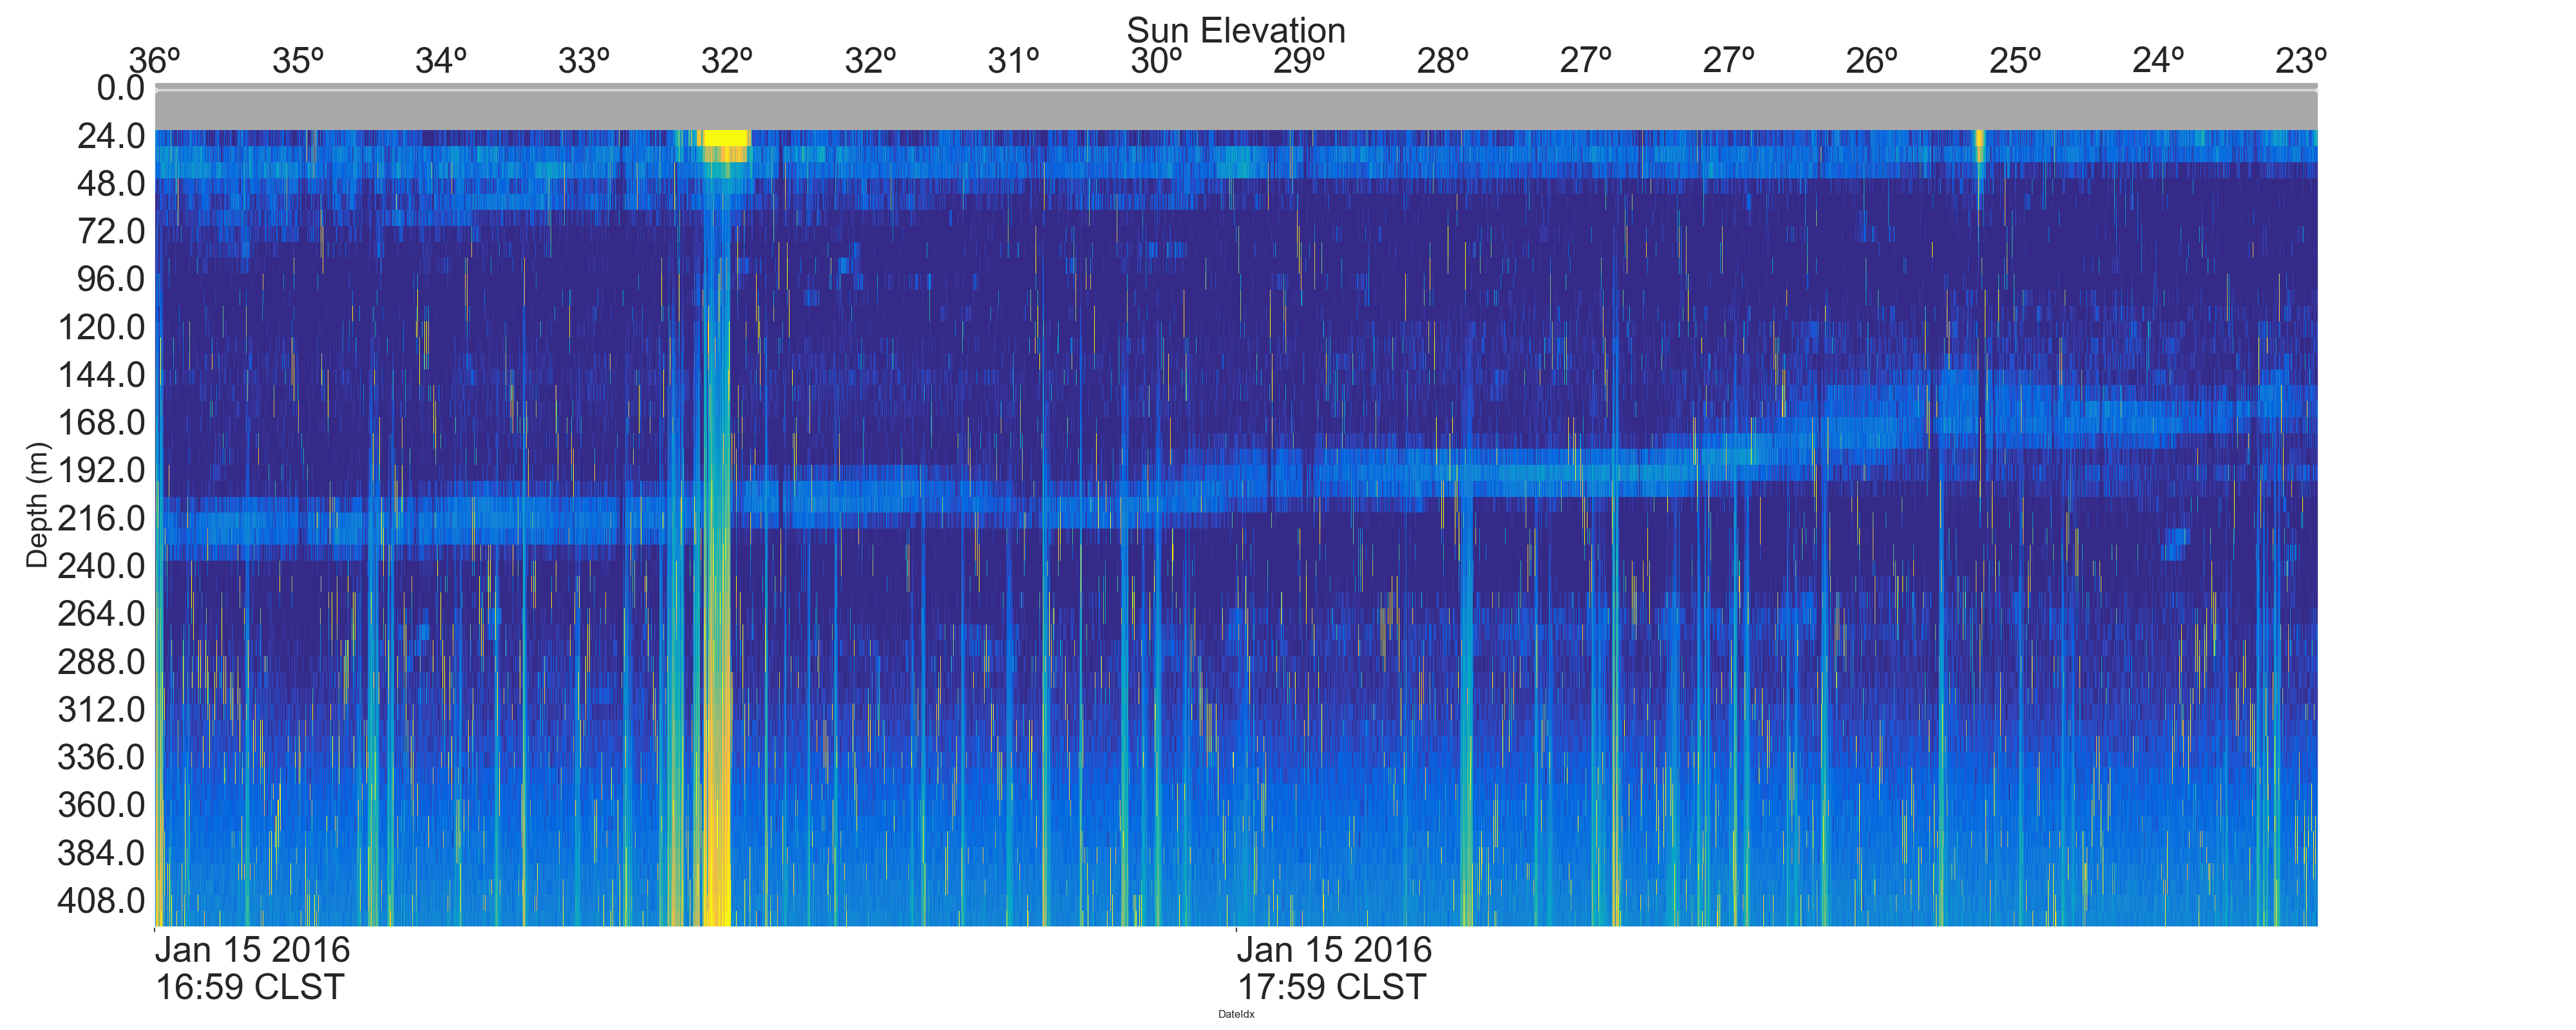 Sun Elevation
36º 35º 34º 33º 32º 32º 31º 30º 29º 28º 27º 27º 26º 25º 24º 23º
0.0
24.0
48.0
72.0
96.0
120.0
144.0
168.0
192.0
216.0
240.0
264.0
288.0
312.0
336.0
360.0
384.0
408.0
Depth (m)
Jan 15 2016
16:59 CLST
Jan 15 2016
17:59 CLST
DateIdx